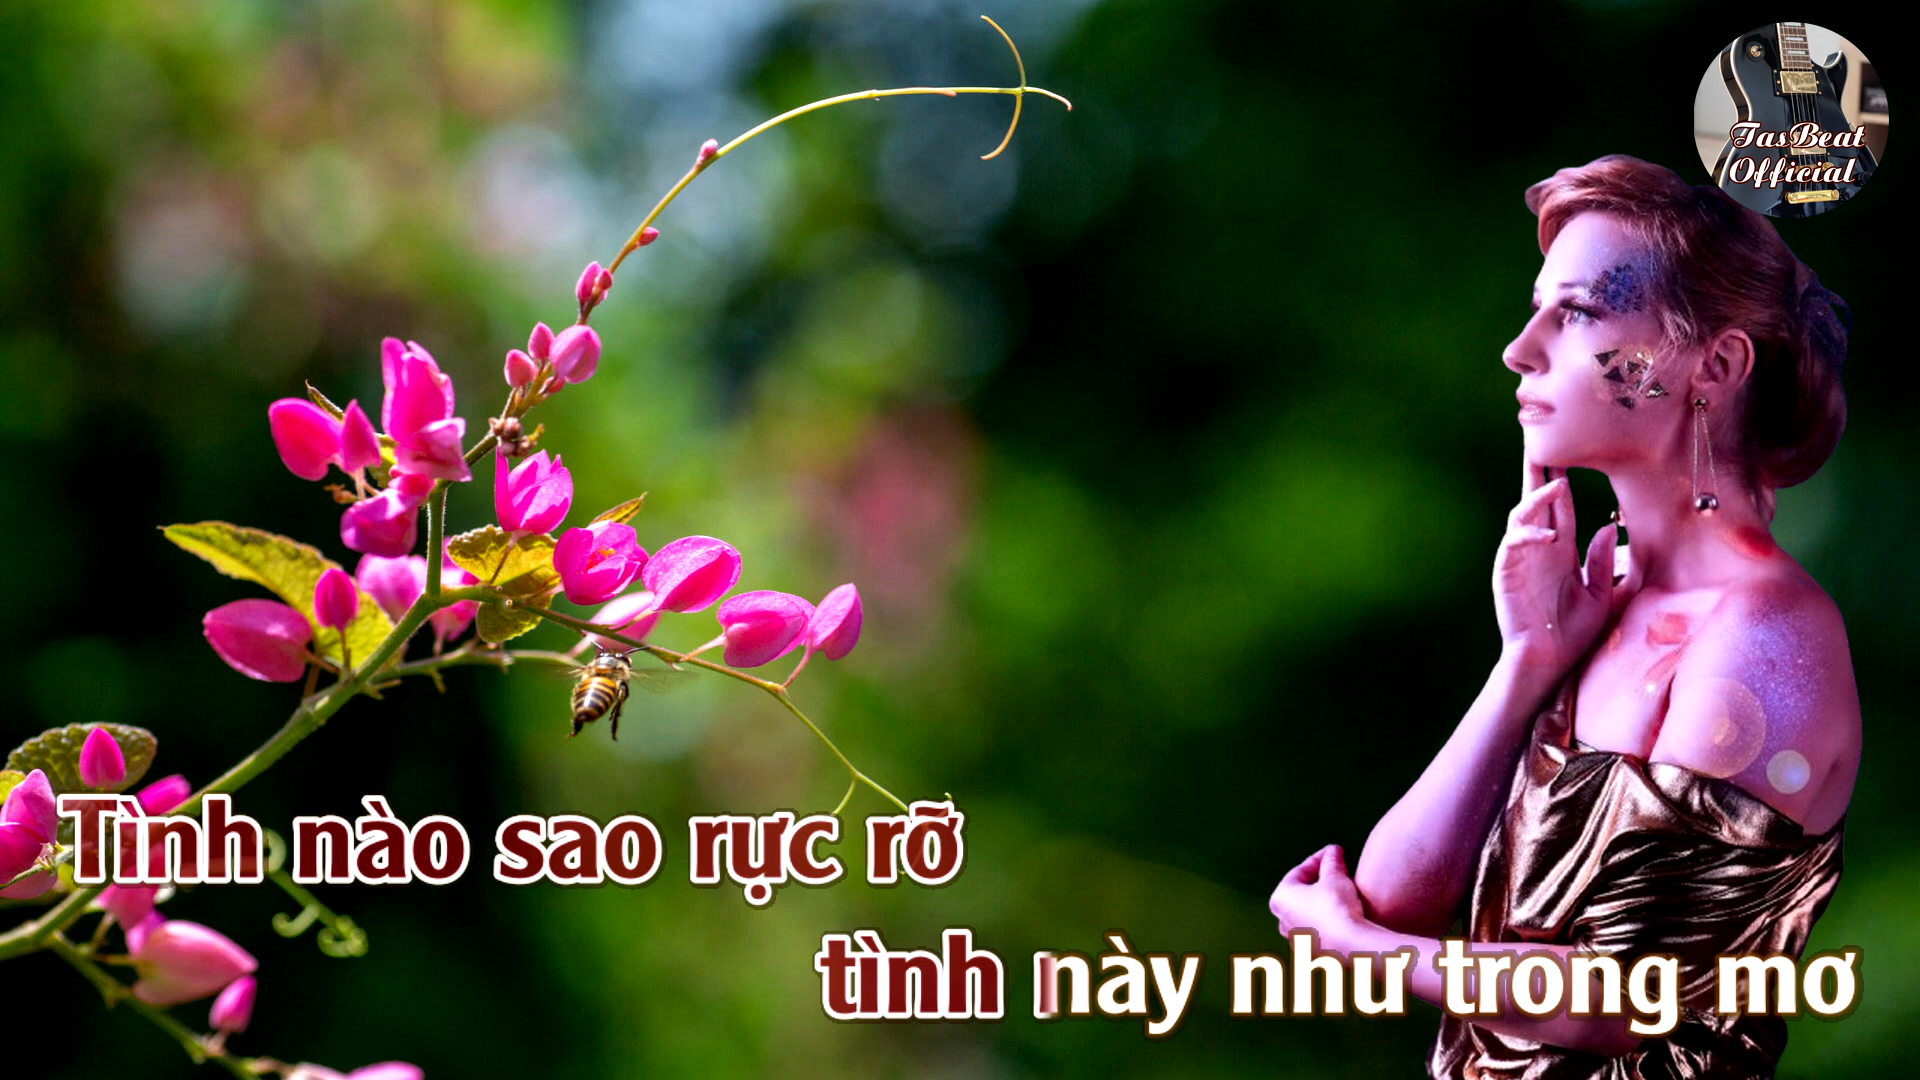 TasBeat
Official
Tình nào sao rực rỡ
tình này như trong mơ